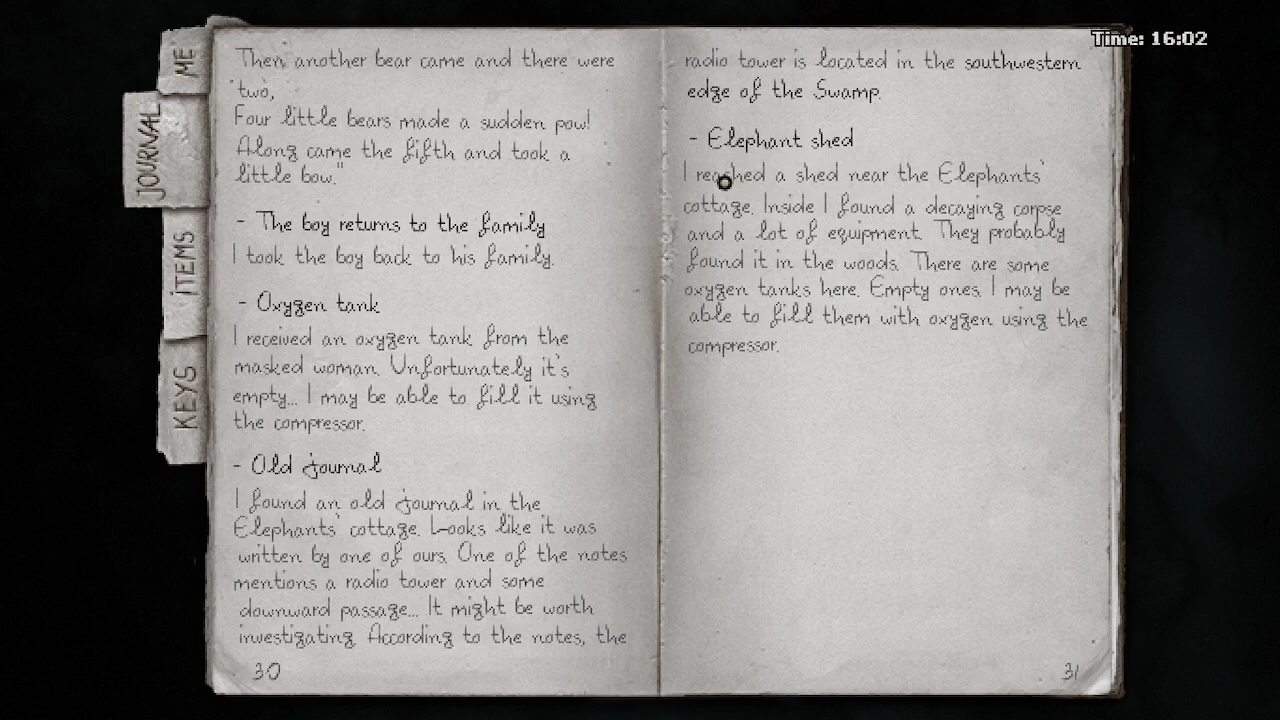 Time: 16:02
ME
JOURNAL
ITEMS
KEYS
Then another bear came and there were
two,
Four little bears made a sudden pow!
Along came the fifth and took a
little bow."
- The boy returns to the family
I took the boy back to his family.
- Oxygen tank
I received an oxygen tank from the
masked woman. Unfortunately it's
empty... I may be able to fill it using
the compressor.
- Old journal
I found an old journal in the
Elephants' cottage. Looks like it was
written by one of ours. One of the notes
mentions a radio tower and some
downward passage... It might be worth
investigating. According to the notes, the
30
radio tower is located in the southwestern
edge of the Swamp.
- Elephant shed
I reached a shed near the Elephants'
cottage. Inside I found a decaying corpse
and a lot of equipment. They probably
found it in the woods. There are some
oxygen tanks here. Empty ones. I may be
able to fill them with oxygen using the
compressor.
31